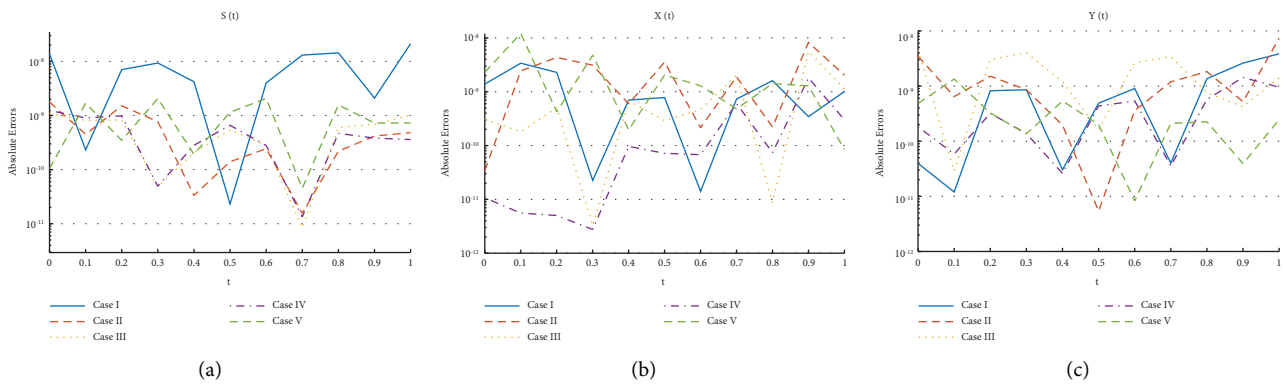 S (t)
Absolute Errors
10⁻⁸
10⁻⁹
10⁻¹⁰
10⁻¹¹
0 0.1 0.2 0.3 0.4 0.5 0.6 0.7 0.8 0.9 1
t
Case I
Case II
Case III
Case IV
Case V
(a)
X (t)
Absolute Errors
10⁻⁸
10⁻⁹
10⁻¹⁰
10⁻¹¹
10⁻¹²
0 0.1 0.2 0.3 0.4 0.5 0.6 0.7 0.8 0.9 1
t
Case I
Case II
Case III
Case IV
Case V
(b)
Y (t)
Absolute Errors
10⁻⁸
10⁻⁹
10⁻¹⁰
10⁻¹¹
10⁻¹²
0 0.1 0.2 0.3 0.4 0.5 0.6 0.7 0.8 0.9 1
t
Case I
Case II
Case III
Case IV
Case V
(c)